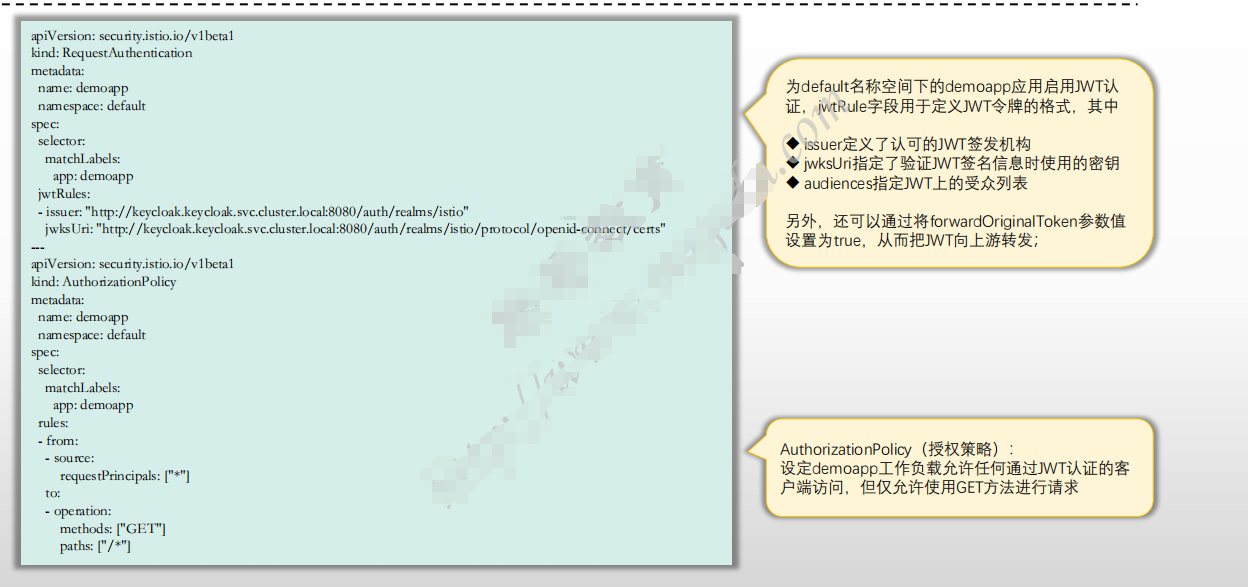 apiVersion: security.istio.io/v1beta1
kind: RequestAuthentication
metadata:
  name: demoapp
  namespace: default
spec:
  selector:
    matchLabels:
      app: demoapp
  jwtRules:
  - issuer: "http://keycloak.keycloak.svc.cluster.local:8080/auth/realms/istio"
    jwksUri: "http://keycloak.keycloak.svc.cluster.local:8080/auth/realms/istio/protocol/openid-connect/certs"
---
apiVersion: security.istio.io/v1beta1
kind: AuthorizationPolicy
metadata:
  name: demoapp
  namespace: default
spec:
  selector:
    matchLabels:
      app: demoapp
  rules:
  - from:
    - source:
        requestPrincipals: ["*"]
    to:
    - operation:
        methods: ["GET"]
        paths: ["/*"]
为default名称空间下的demoapp应用启用JWT认
证，jwtRule字段用于定义JWT令牌的格式，其中
◆ issuer定义了认可的JWT签发机构
◆ jwksUri指定了验证JWT签名信息时使用的密钥
◆ audiences指定JWT上的受众列表
另外，还可以通过将forwardOriginalToken参数值
设置为true，从而把JWT向上游转发；
AuthorizationPolicy（授权策略）：
设定demoapp工作负载允许任何通过JWT认证的客
户端访问，但仅允许使用GET方法进行请求